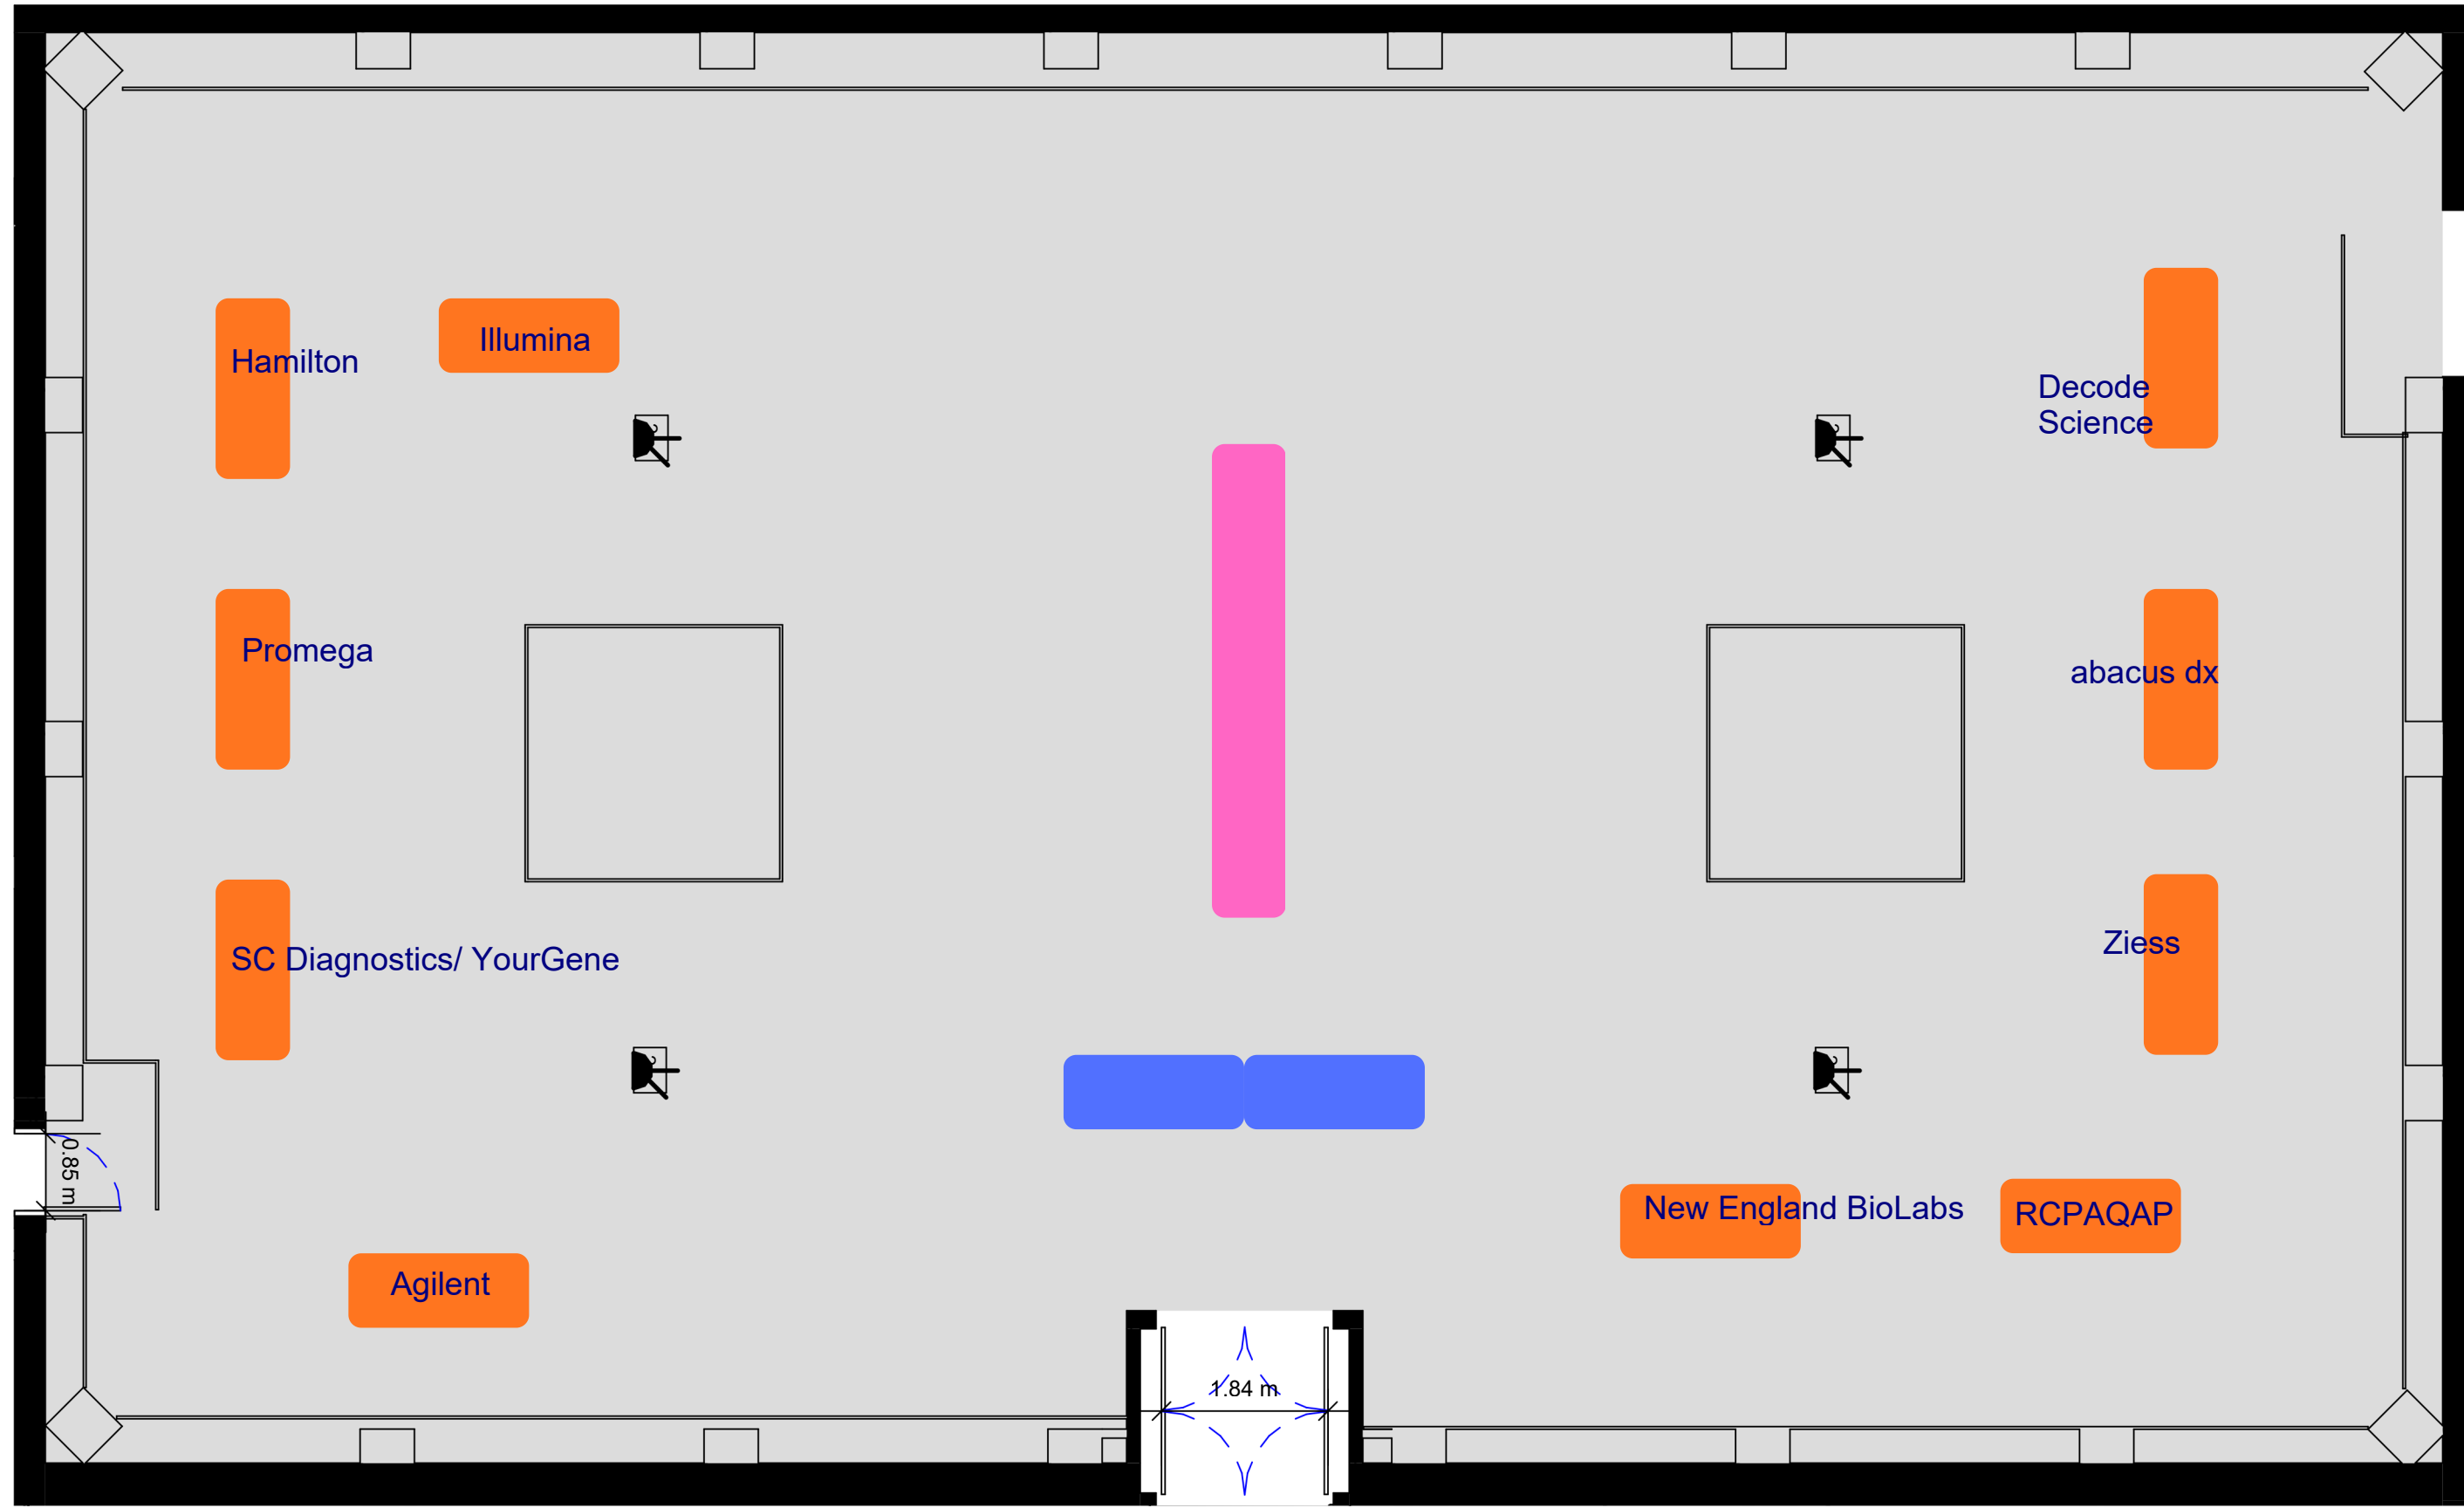 Illumina
Hamilton
Decode
Science
Promega
abacus dx
Ziess
SC Diagnostics/ YourGene
0.85 m
New England BioLabs
RCPAQAP
Agilent
1.84 m